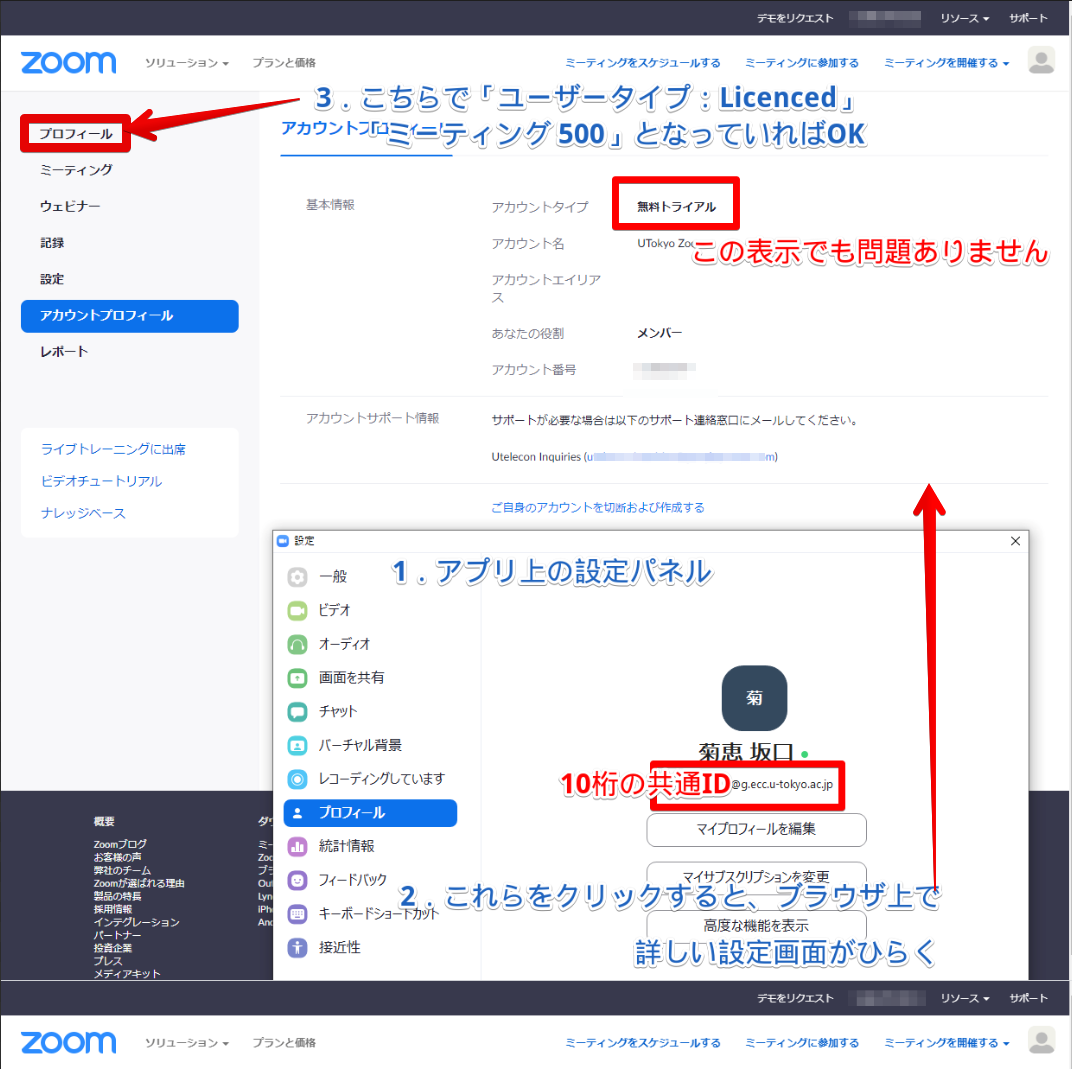 デモをリクエスト リソース サポート
zoom ソリューション プランと価格 ミーティングをスケジュールする ミーティングに参加する ミーティングを開催する
3．こちらで「ユーザータイプ：Licenced」
ミーティング 500」となっていればOK
プロフィール
ミーティング
ウェビナー
記録
設定
アカウントプロフィール
レポート
ライブトレーニングに出席
ビデオチュートリアル
ナレッジベース
アカウントプロ
基本情報
アカウントタイプ 無料トライアル
アカウント名 UTokyo Zo
この表示でも問題ありません
アカウントエイリア
ス
あなたの役割 メンバー
アカウント番号
アカウントサポート情報 サポートが必要な場合は以下のサポート連絡窓口にメールしてください。
Utelecon Inquiries (u m)
ご自身のアカウントを切断および作成する
設定
1．アプリ上の設定パネル
一般
ビデオ
オーディオ
画面を共有
チャット
バーチャル背景
レコーディングしています
プロフィール
統計情報
フィードバック
キーボードショートカット
接近性
菊
菊恵 坂口
10桁の共通ID@g.ecc.u-tokyo.ac.jp
マイプロフィールを編集
マイサブスクリプションを変更
2．これらをクリックすると、ブラウザ上で
高度な機能を表示
詳しい設定画面がひらく
概要
Zoomブログ
お客様の声
弊社のチーム
Zoomが選ばれる理由
製品の特長
採用情報
インテグレーション
パートナー
投資企業
プレス
メディアキット
ダウ
ミー
Zoo
ブラ
Out
Lyn
iPh
And
デモをリクエスト リソース サポート
zoom ソリューション プランと価格 ミーティングをスケジュールする ミーティングに参加する ミーティングを開催する